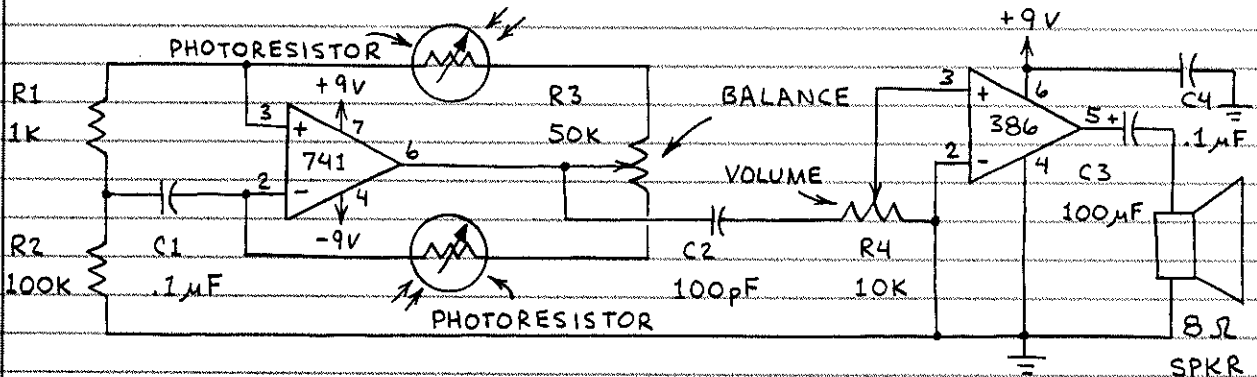 PHOTORESISTOR
+9V
R1
1K
3
+
7
741
6
2
-
4
-9V
R2
100K
C1
.1µF
PHOTORESISTOR
R3
50K
BALANCE
VOLUME
C2
100pF
R4
10K
+9V
3
+
6
386
5
+
2
-
4
C4
.1µF
C3
100µF
8Ω
SPKR